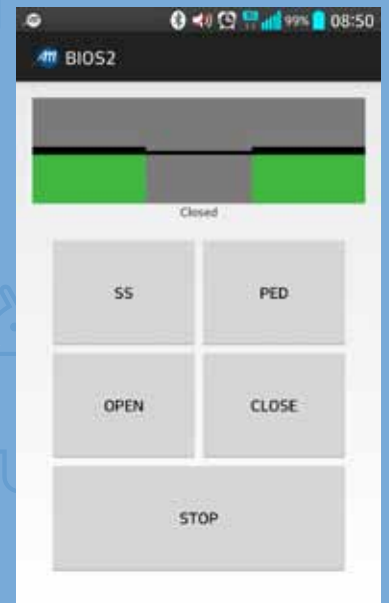 99% 08:50
BIOS2
Closed
SS PED
OPEN CLOSE
STOP